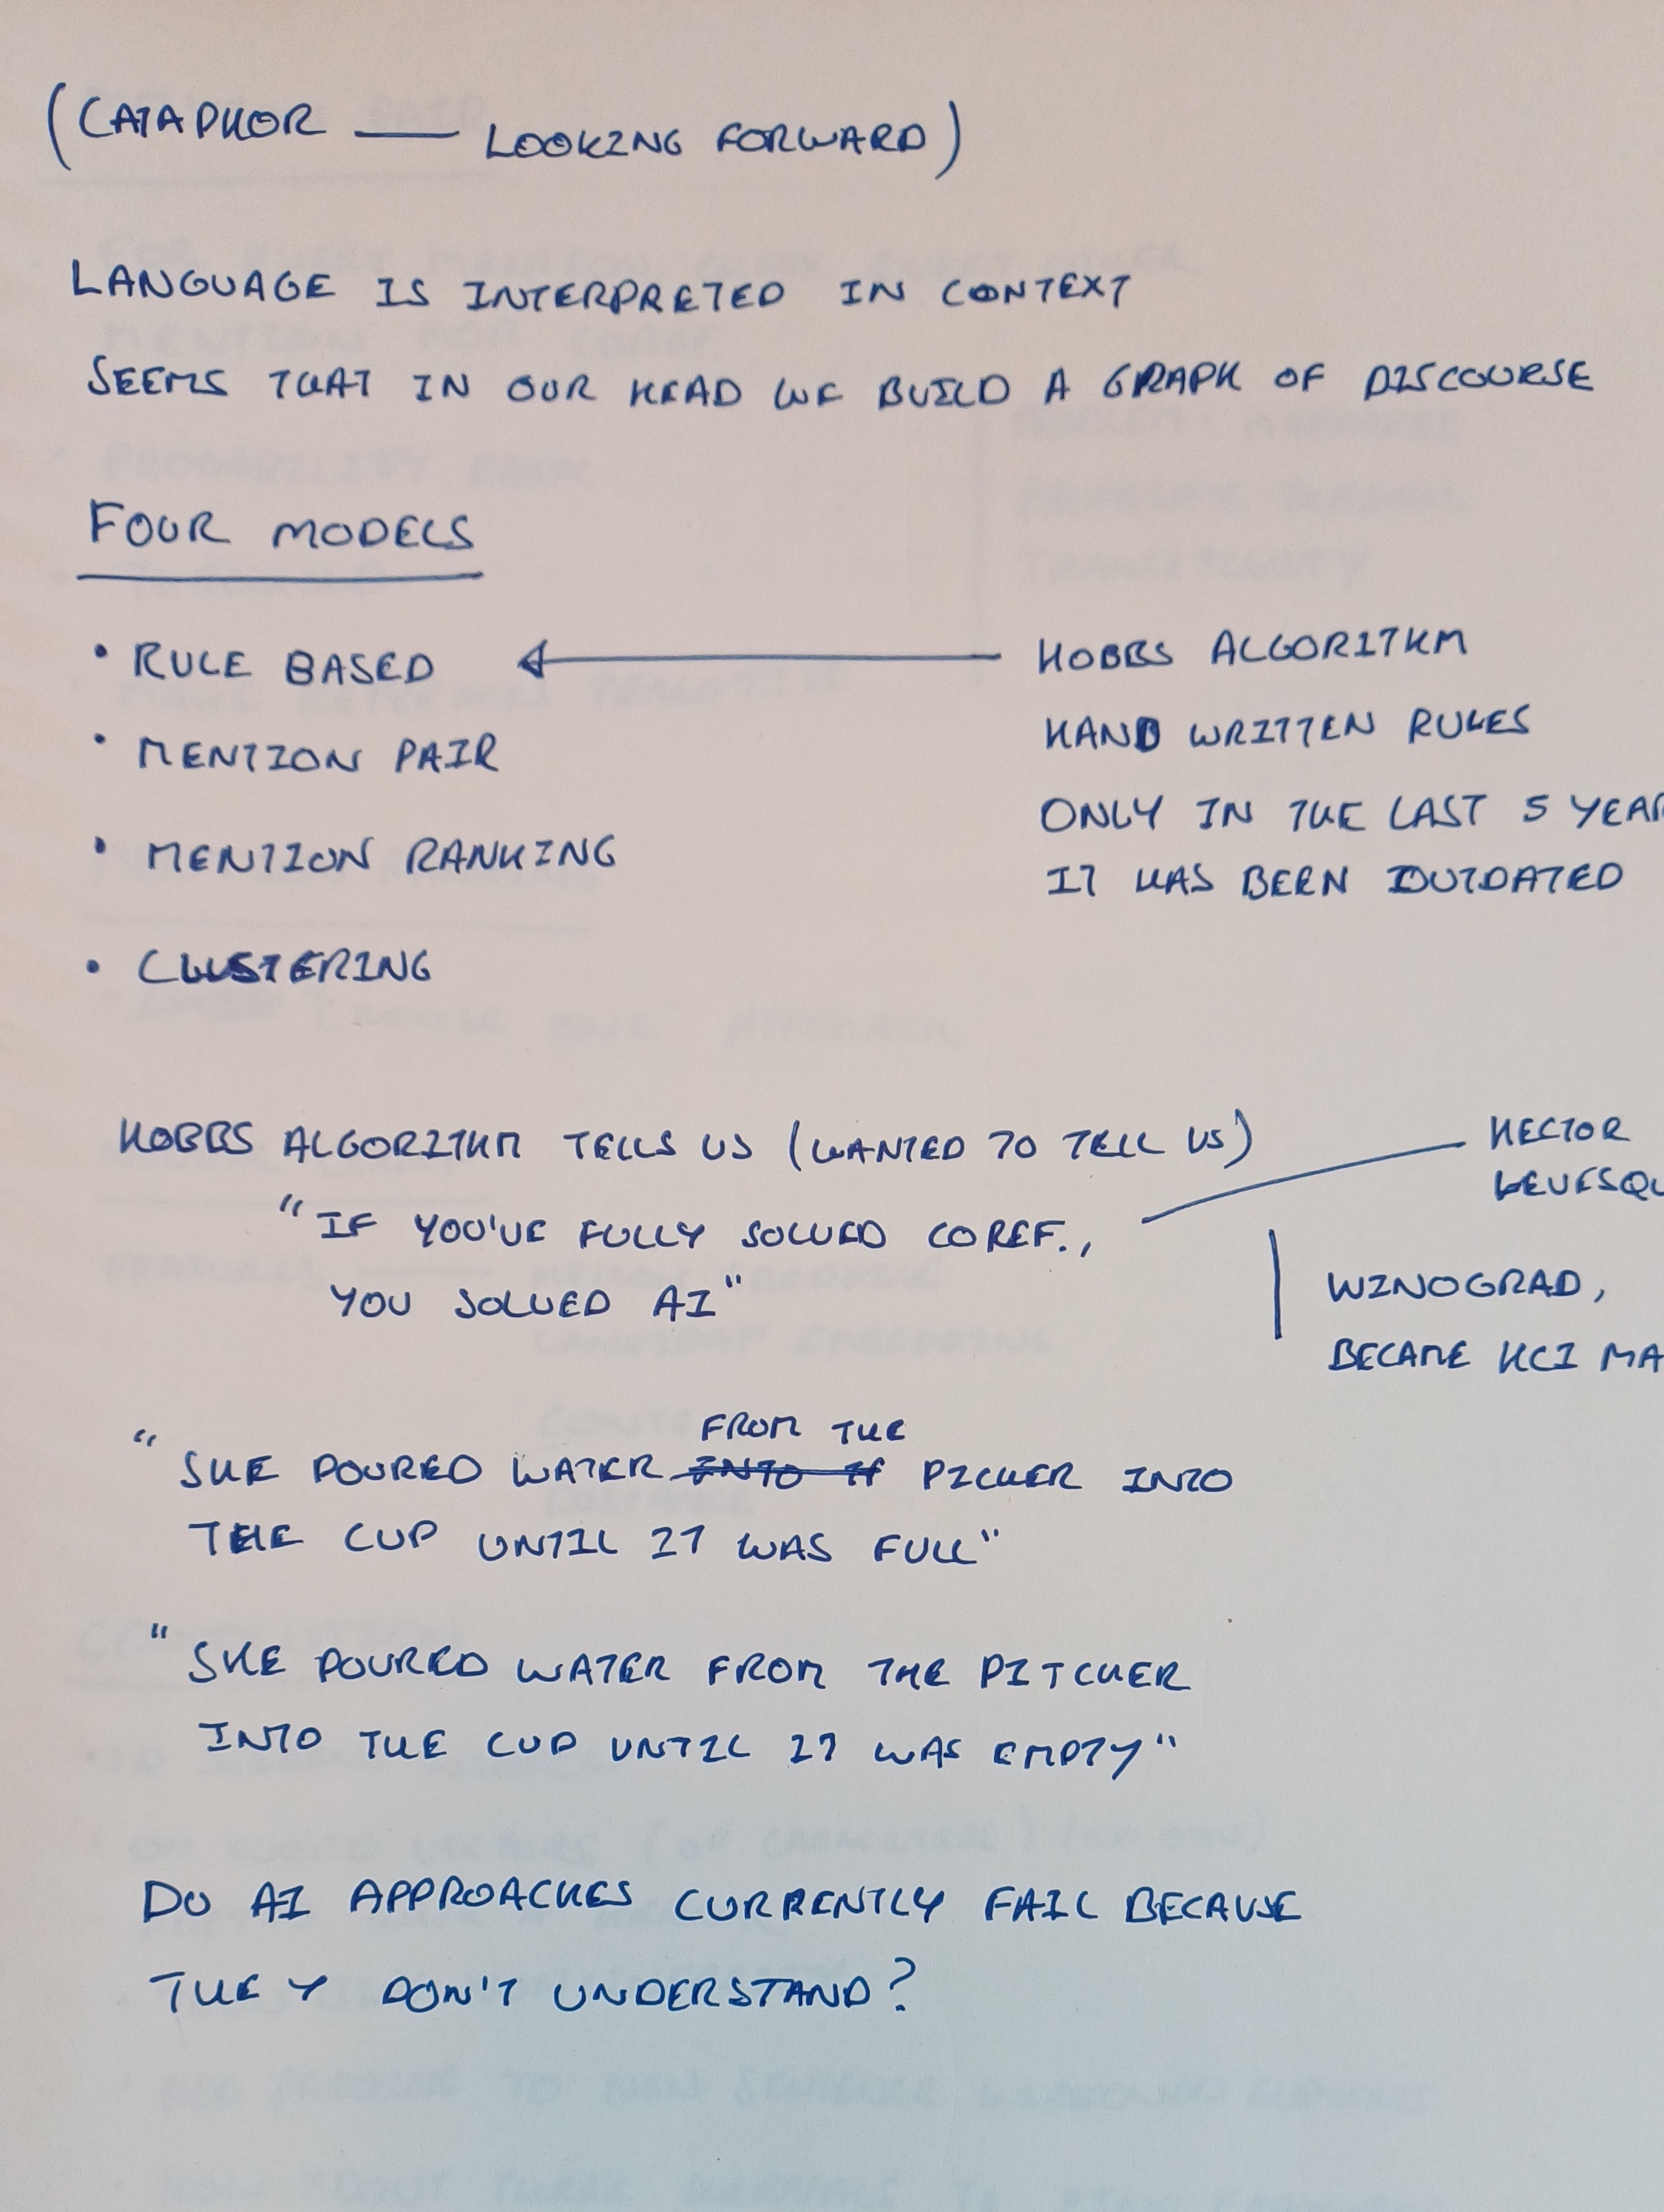 (CATAPHOR — LOOKING FORWARD)
LANGUAGE IS INTERPRETED IN CONTEXT
SEEMS THAT IN OUR HEAD WE BUILD A GRAPH OF DISCOURSE
FOUR MODELS
• RULE BASED
HOBBS ALGORITHM
HAND WRITTEN RULES
ONLY IN THE LAST 5 YEAR
IT HAS BEEN OUTDATED
• MENTION PAIR
• MENTION RANKING
• CLUSTERING
HOBBS ALGORITHM TELLS US (WANTED TO TELL US)
"IF YOU'VE FULLY SOLVED COREF.,
YOU SOLVED AI"
HECTOR
LEVESQU
WINOGRAD,
BECAME HCI MA
"SHE POURED WATER FROM THE PICHER INTO
THE CUP UNTIL IT WAS FULL"
"SHE POURED WATER FROM THE PITCHER
INTO THE CUP UNTIL IT WAS EMPTY"
DO AI APPROACHES CURRENTLY FAIL BECAUSE
THEY DON'T UNDERSTAND?